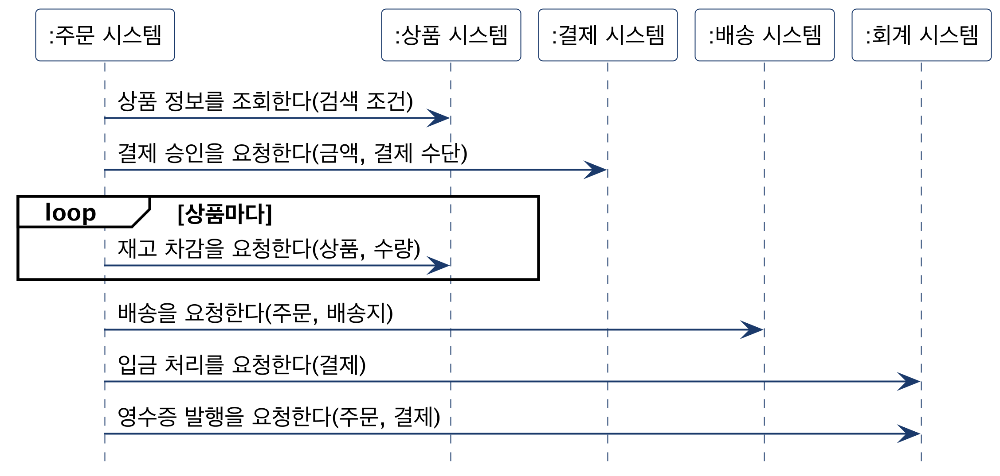 :주문 시스템
:상품 시스템
:결제 시스템
:배송 시스템
:회계 시스템
상품 정보를 조회한다(검색 조건)
결제 승인을 요청한다(금액, 결제 수단)
loop
[상품마다]
재고 차감을 요청한다(상품, 수량)
배송을 요청한다(주문, 배송지)
입금 처리를 요청한다(결제)
영수증 발행을 요청한다(주문, 결제)